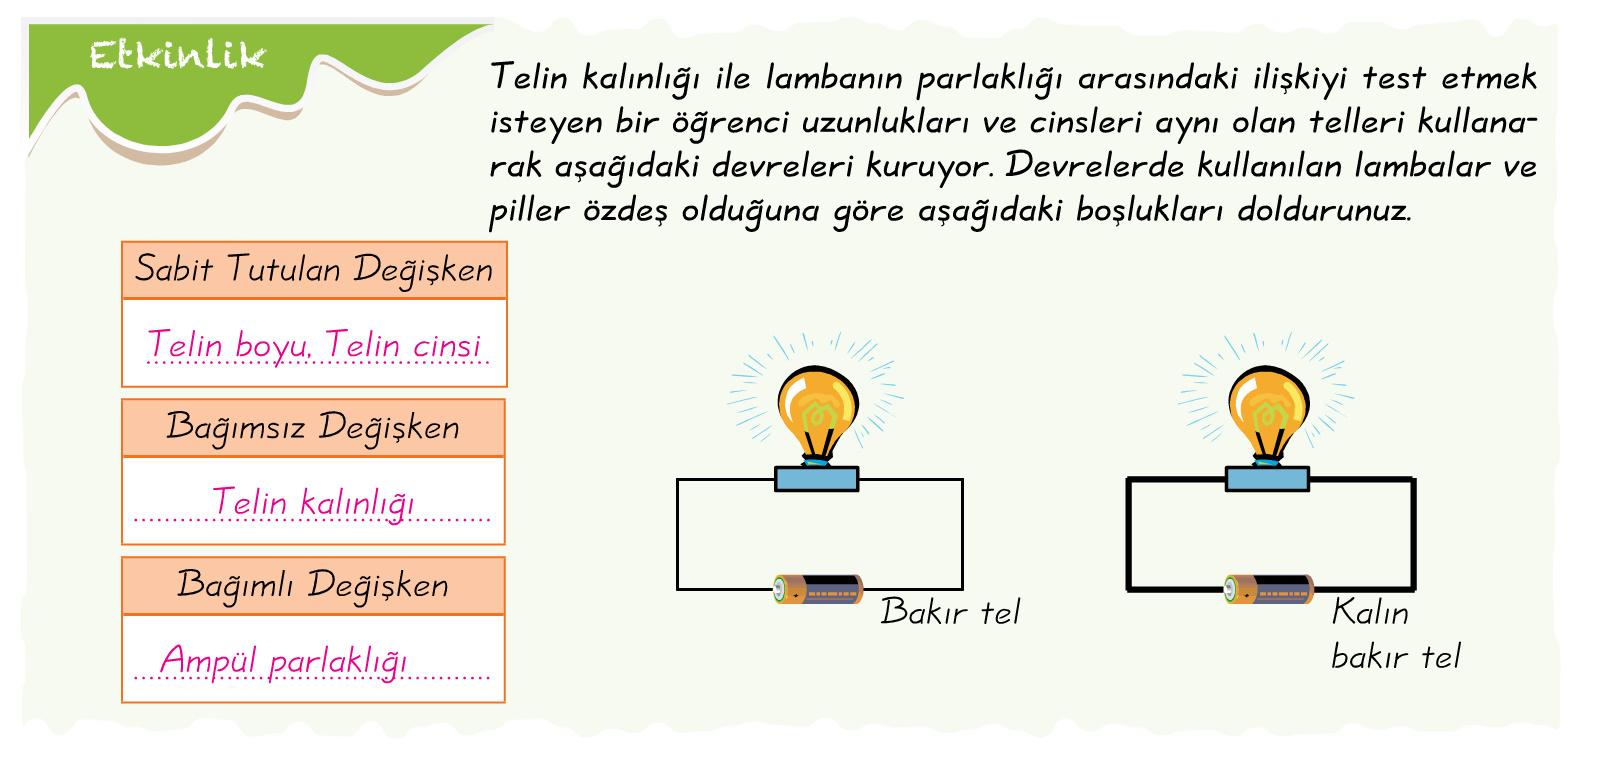 Etkinlik
Telin kalınlığı ile lambanın parlaklığı arasındaki ilişkiyi test etmek
isteyen bir öğrenci uzunlukları ve cinsleri aynı olan telleri kullana-
rak aşağıdaki devreleri kuruyor. Devrelerde kullanılan lambalar ve
piller özdeş olduğuna göre aşağıdaki boşlukları doldurunuz.
Sabit Tutulan Değişken
Telin boyu, Telin cinsi
Bağımsız Değişken
Telin kalınlığı
Bağımlı Değişken
Ampül parlaklığı
Bakır tel
Kalın
bakır tel